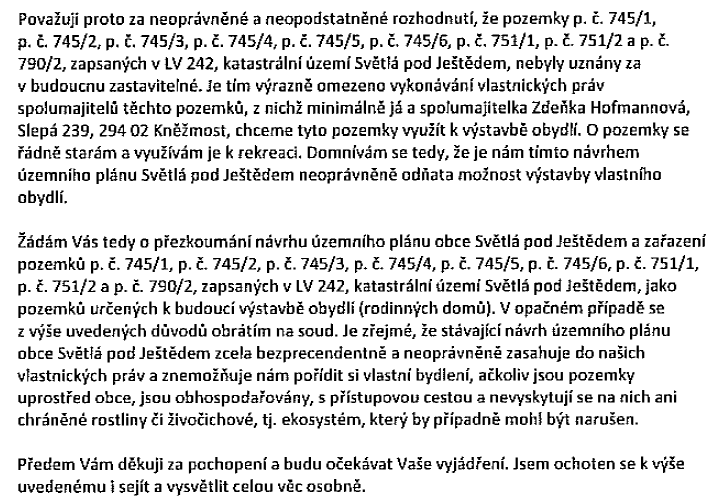 Považuji proto za neoprávněné a neopodstatněné rozhodnutí, že pozemky p. č. 745/1,
p. č. 745/2, p. č. 745/3, p. č. 745/4, p. č. 745/5, p. č. 745/6, p. č. 751/1, p. č. 751/2 a p. č.
790/2, zapsaných v LV 242, katastrální území Světlá pod Ještědem, nebyly uznány za
v budoucnu zastavitelné. Je tím výrazně omezeno vykonávání vlastnických práv
spolumajitelů těchto pozemků, z nichž minimálně já a spolumajitelka Zdeňka Hofmannová,
Slepá 239, 294 02 Kněžmost, chceme tyto pozemky využít k výstavbě obydlí. O pozemky se
řádně starám a využívám je k rekreaci. Domnívám se tedy, že je nám tímto návrhem
územního plánu Světlá pod Ještědem neoprávněně odňata možnost výstavby vlastního
obydlí.
Žádám Vás tedy o přezkoumání návrhu územního plánu obce Světlá pod Ještědem a zařazení
pozemků p. č. 745/1, p. č. 745/2, p. č. 745/3, p. č. 745/4, p. č. 745/5, p. č. 745/6, p. č. 751/1,
p. č. 751/2 a p. č. 790/2, zapsaných v LV 242, katastrální území Světlá pod Ještědem, jako
pozemků určených k budoucí výstavbě obydlí (rodinných domů). V opačném případě se
z výše uvedených důvodů obrátím na soud. Je zřejmé, že stávající návrh územního plánu
obce Světlá pod Ještědem zcela bezprecendentně a neoprávněně zasahuje do našich
vlastnických práv a znemožňuje nám pořídit si vlastní bydlení, ačkoliv jsou pozemky
uprostřed obce, jsou obhospodařovány, s přístupovou cestou a nevyskytují se na nich ani
chráněné rostliny či živočichové, tj. ekosystém, který by případně mohl být narušen.
Předem Vám děkuji za pochopení a budu očekávat Vaše vyjádření. Jsem ochoten se k výše
uvedenému i sejít a vysvětlit celou věc osobně.